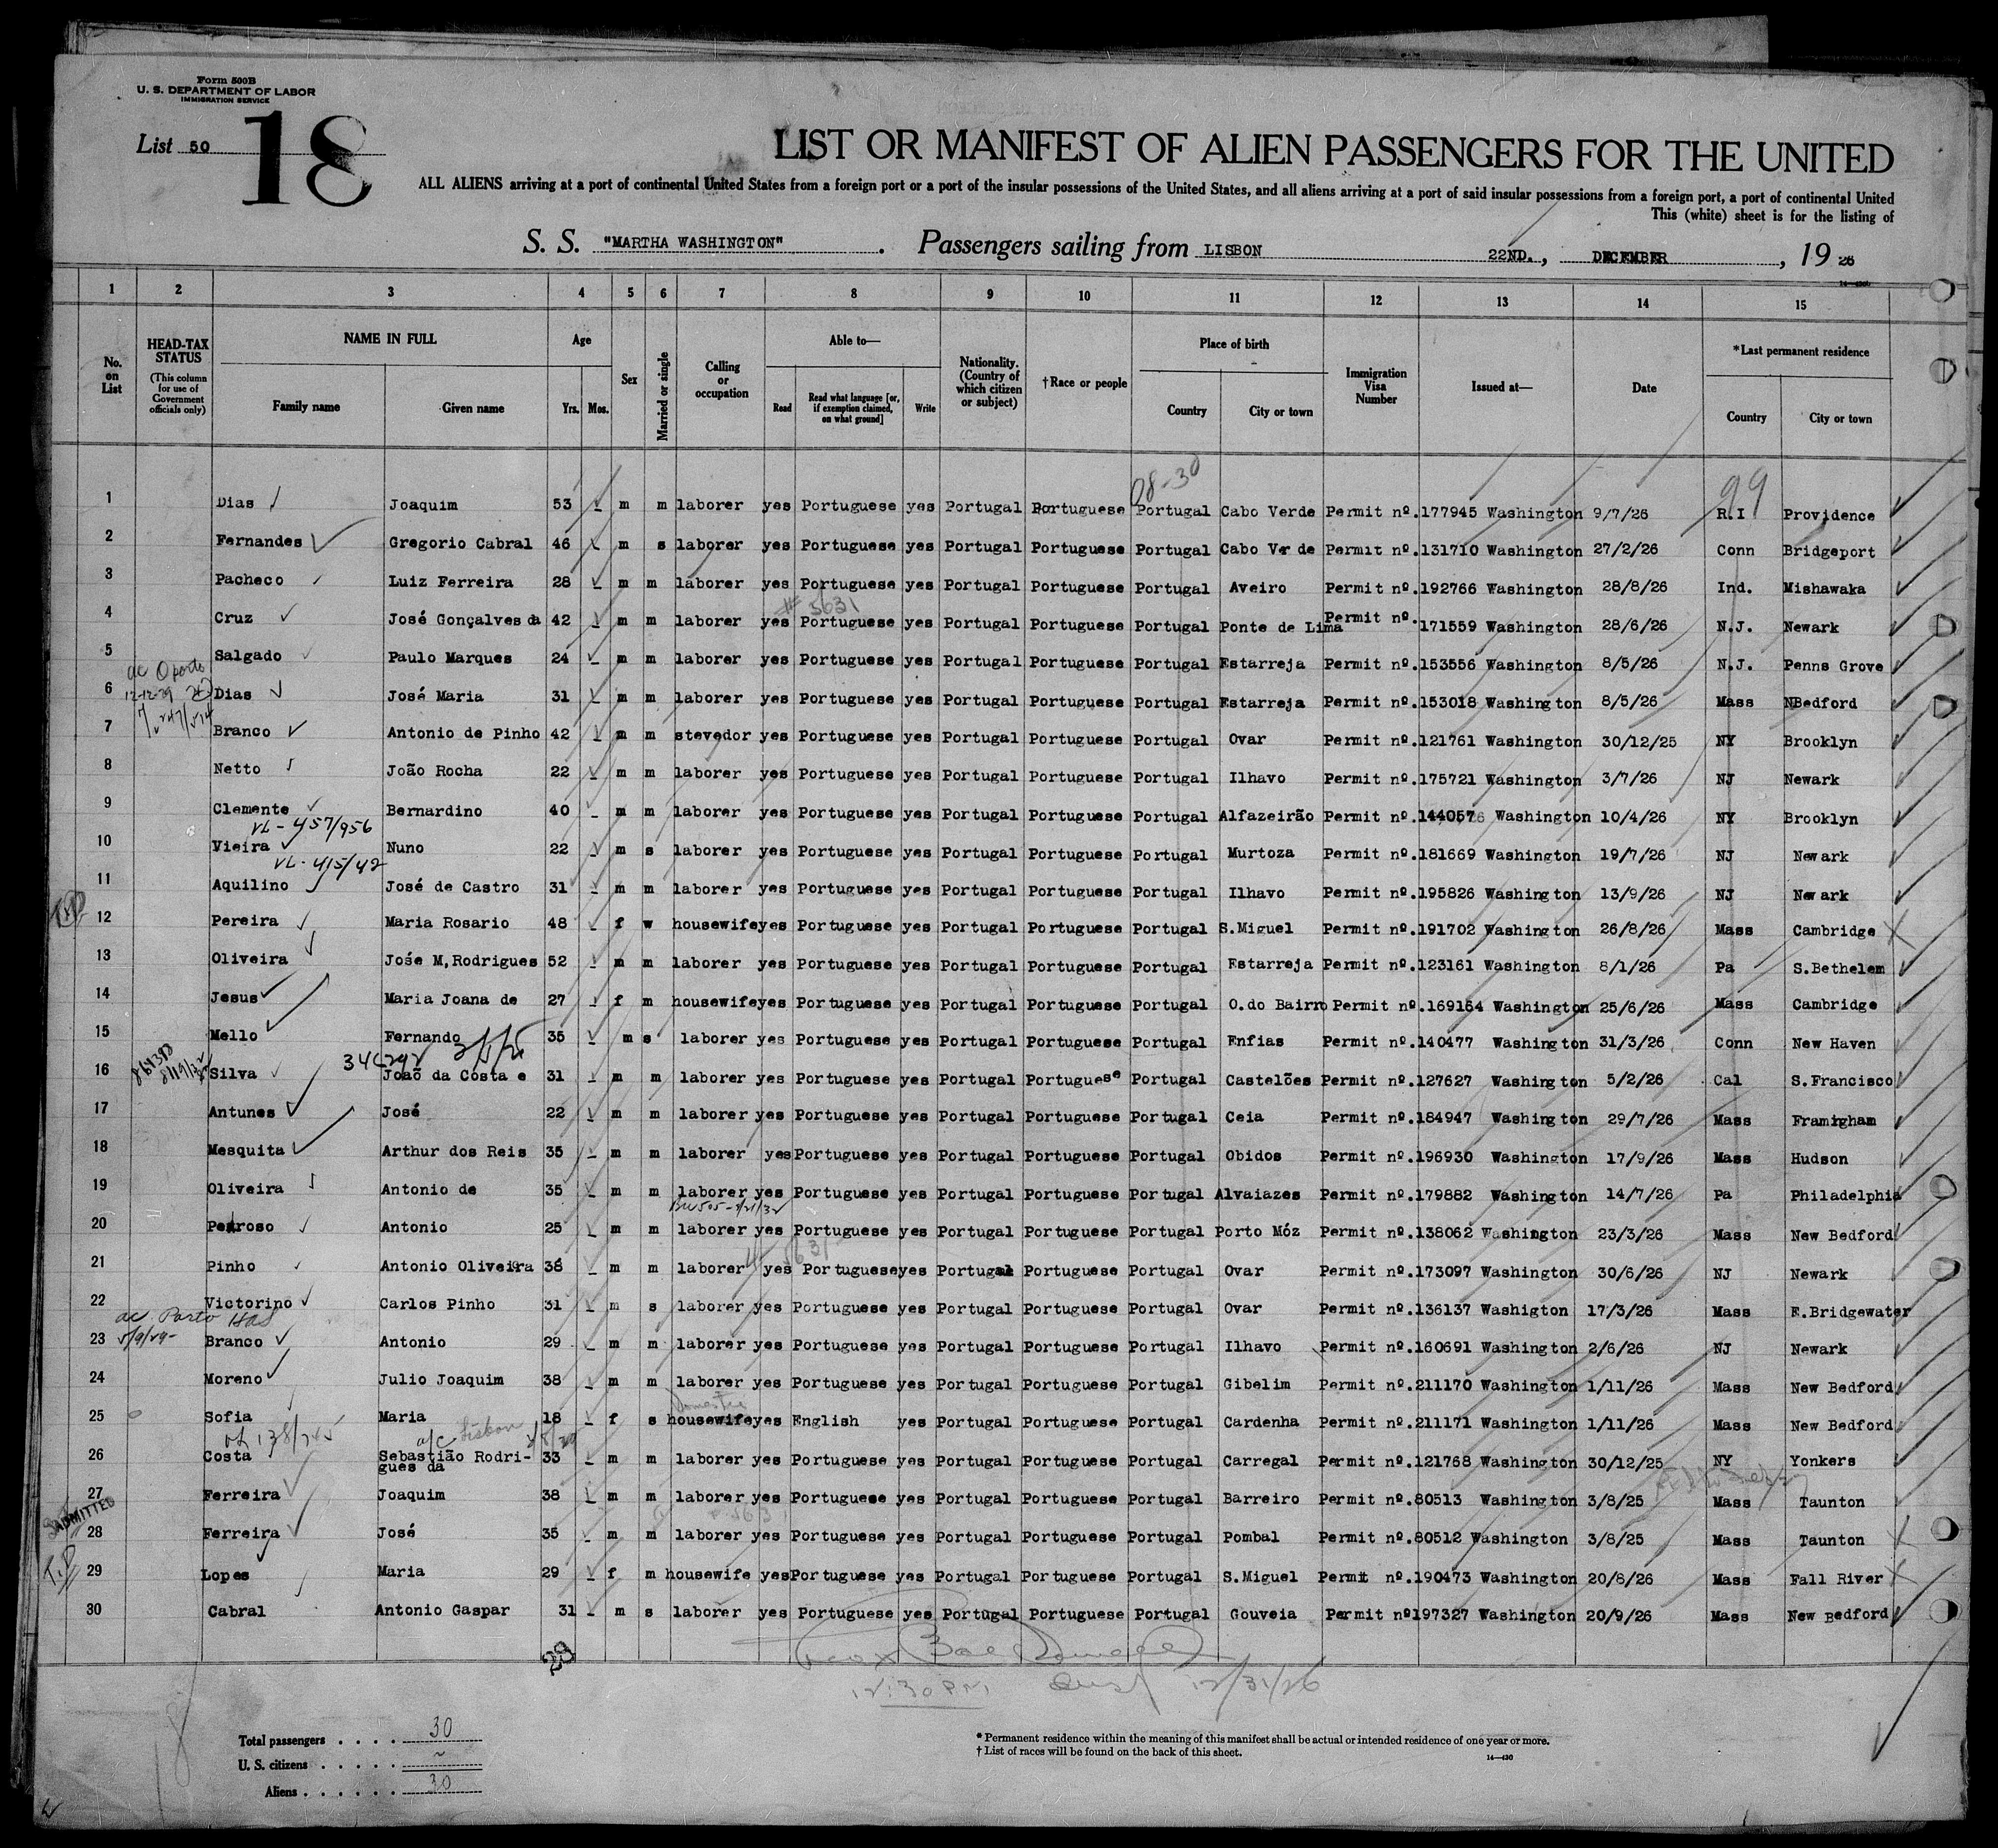 Form 500B
U. S. DEPARTMENT OF LABOR
IMMIGRATION SERVICE
List 50
18
LIST OR MANIFEST OF ALIEN PASSENGERS FOR THE UNITED
ALL ALIENS arriving at a port of continental United States from a foreign port or a port of the insular possessions of the United States, and all aliens arriving at a port of said insular possessions from a foreign port, a port of continental United
This (white) sheet is for the listing of
S. S. "MARTHA WASHINGTON" . Passengers sailing from LISBON 22ND. , DECEMBER , 19 26
1 2 3 4 5 6 7 8 9 10 11 12 13 14 15
No. on List
HEAD-TAX STATUS (This column for use of Government officials only)
NAME IN FULL Family name Given name
Age Yrs. Mos.
Sex
Married or single
Calling or occupation
Able to— Read Read what language [or, if exemption claimed, on what ground] Write
Nationality. (Country of which citizen or subject)
†Race or people
Place of birth Country City or town
Immigration Visa Number
Issued at—
Date
*Last permanent residence Country City or town
08-30 99
1 Dias Joaquim 53 m m laborer yes Portuguese yes Portugal Portuguese Portugal Cabo Verde Permit nº.177945 Washington 9/7/26 R.I Providence
2 Fernandes Gregorio Cabral 46 m s laborer yes Portuguese yes Portugal Portuguese Portugal Cabo Ver de Permit nº.131710 Washington 27/2/26 Conn Bridgeport
3 Pacheco Luiz Ferreira 28 m m laborer yes Portuguese yes Portugal Portuguese Portugal Aveiro Permit nº.192766 Washington 28/8/26 Ind. Mishawaka
# 5631
4 Cruz José Gonçalves da 42 m m laborer yes Portuguese yes Portugal Portuguese Portugal Ponte de Lima Permit nº. 171559 Washington 28/6/26 N.J. Newark
5 Salgado Paulo Marques 24 m m laborer yes Portuguese yes Portugal Portuguese Portugal Estarreja Permit nº.153556 Washington 8/5/26 N.J. Penns Grove
ac Oporto
12-12-29
6 Dias José Maria 31 m m laborer yes Portuguese yes Portugal Portuguese Portugal Estarreja Permit nº.153018 Washington 8/5/26 Mass NBedford
7 Branco Antonio de Pinho 42 m m stevedor yes Portuguese yes Portugal Portuguese Portugal Ovar Permit nº.121761 Washington 30/12/25 NY Brooklyn
8 Netto João Rocha 22 m m laborer yes Portuguese yes Portugal Portuguese Portugal Ilhavo Permit nº.175721 Washington 3/7/26 NJ Newark
9 Clemente Bernardino 40 m m laborer yes Portuguese yes Portugal Portuguese Portugal Alfazeirão Permit nº.1440576 Washington 10/4/26 NY Brooklyn
VL-457/956
10 Vieira Nuno 22 m s laborer yes Portuguese yes Portugal Portuguese Portugal Murtoza Permit nº.181669 Washington 19/7/26 NJ Newark
VL-415/42
11 Aquilino José de Castro 31 m m laborer yes Portuguese yes Portugal Portuguese Portugal Ilhavo Permit nº.195826 Washington 13/9/26 NJ Newark
12 Pereira Maria Rosario 48 f w housewife yes Portuguese yes Portugal Portuguese Portugal S.Miguel Permit nº.191702 Washington 26/8/26 Mass Cambridge
13 Oliveira José M,Rodrigues 52 m m laborer yes Portuguese yes Portugal Portuguese Portugal Estarreja Permit nº.123161 Washington 8/1/26 Pa S.Bethelem
14 Jesus Maria Joana de 27 f m housewife yes Portuguese yes Portugal Portuguese Portugal O.do Bairro Permit nº.169164 Washington 25/6/26 Mass Cambridge
15 Mello Fernando 35 m s laborer yes Portuguese yes Portugal Portuguese Portugal Enfias Permit nº.140477 Washington 31/3/26 Conn New Haven
16 Silva João da Costa e 31 m m laborer yes Portuguese yes Portugal Portuguese Portugal Castelões Permit nº.127627 Washington 5/2/26 Cal S.Francisco
17 Antunes José 22 m m laborer yes Portuguese yes Portugal Portuguese Portugal Ceia Permit nº.184947 Washington 29/7/26 Mass Framigham
18 Mesquita Arthur dos Reis 35 m m laborer yes Portuguese yes Portugal Portuguese Portugal Obidos Permit nº.196930 Washington 17/9/26 Mass Hudson
19 Oliveira Antonio de 35 m m laborer yes Portuguese yes Portugal Portuguese Portugal Alvaiazes Permit nº.179882 Washington 14/7/26 Pa Philadelphia
20 Pedroso Antonio 25 m m laborer yes Portuguese yes Portugal Portuguese Portugal Porto Móz Permit nº.138062 Washington 23/3/26 Mass New Bedford
21 Pinho Antonio Oliveira 38 m m laborer yes Portuguese yes Portugal Portuguese Portugal Ovar Permit nº.173097 Washington 30/6/26 NJ Newark
22 Victorino Carlos Pinho 31 m s laborer yes Portuguese yes Portugal Portuguese Portugal Ovar Permit nº.136137 Washigton 17/3/26 Mass E.Bridgewater
ac Porto
23 Branco Antonio 29 m m laborer yes Portuguese yes Portugal Portuguese Portugal Ilhavo Permit nº.160691 Washington 2/6/26 NJ Newark
24 Moreno Julio Joaquim 38 m m laborer yes Portuguese yes Portugal Portuguese Portugal Gibelim Permit nº.211170 Washington 1/11/26 Mass New Bedford
Domestic
25 Sofia Maria 18 f s housewife yes English yes Portugal Portuguese Portugal Cardenha Permit nº.211171 Washington 1/11/26 Mass New Bedford
a/c Lisbon
26 Costa Sebastião Rodri-gues da 33 m m laborer yes Portuguese yes Portugal Portuguese Portugal Carregal Permit nº.121768 Washington 30/12/25 NY Yonkers
27 Ferreira Joaquim 38 m m laborer yes Portuguese yes Portugal Portuguese Portugal Barreiro Permit nº.80513 Washington 3/8/25 Mass Taunton
ADMITTED
28 Ferreira José 35 m m laborer yes Portuguese yes Portugal Portuguese Portugal Pombal Permit nº.80512 Washington 3/8/25 Mass Taunton
29 Lopes Maria 29 f m housewife yes Portuguese yes Portugal Portuguese Portugal S.Miguel Permit nº.190473 Washington 20/8/26 Mass Fall River
30 Cabral Antonio Gaspar 31 m s laborer yes Portuguese yes Portugal Portuguese Portugal Gouveia Permit nº197327 Washington 20/9/26 Mass New Bedford
12:30 P.M. 12/31/26
Total passengers . . . . 30
U. S. citizens . . . . . ~
Aliens . . . . . . 30
* Permanent residence within the meaning of this manifest shall be actual or intended residence of one year or more.
† List of races will be found on the back of this sheet.
14—430